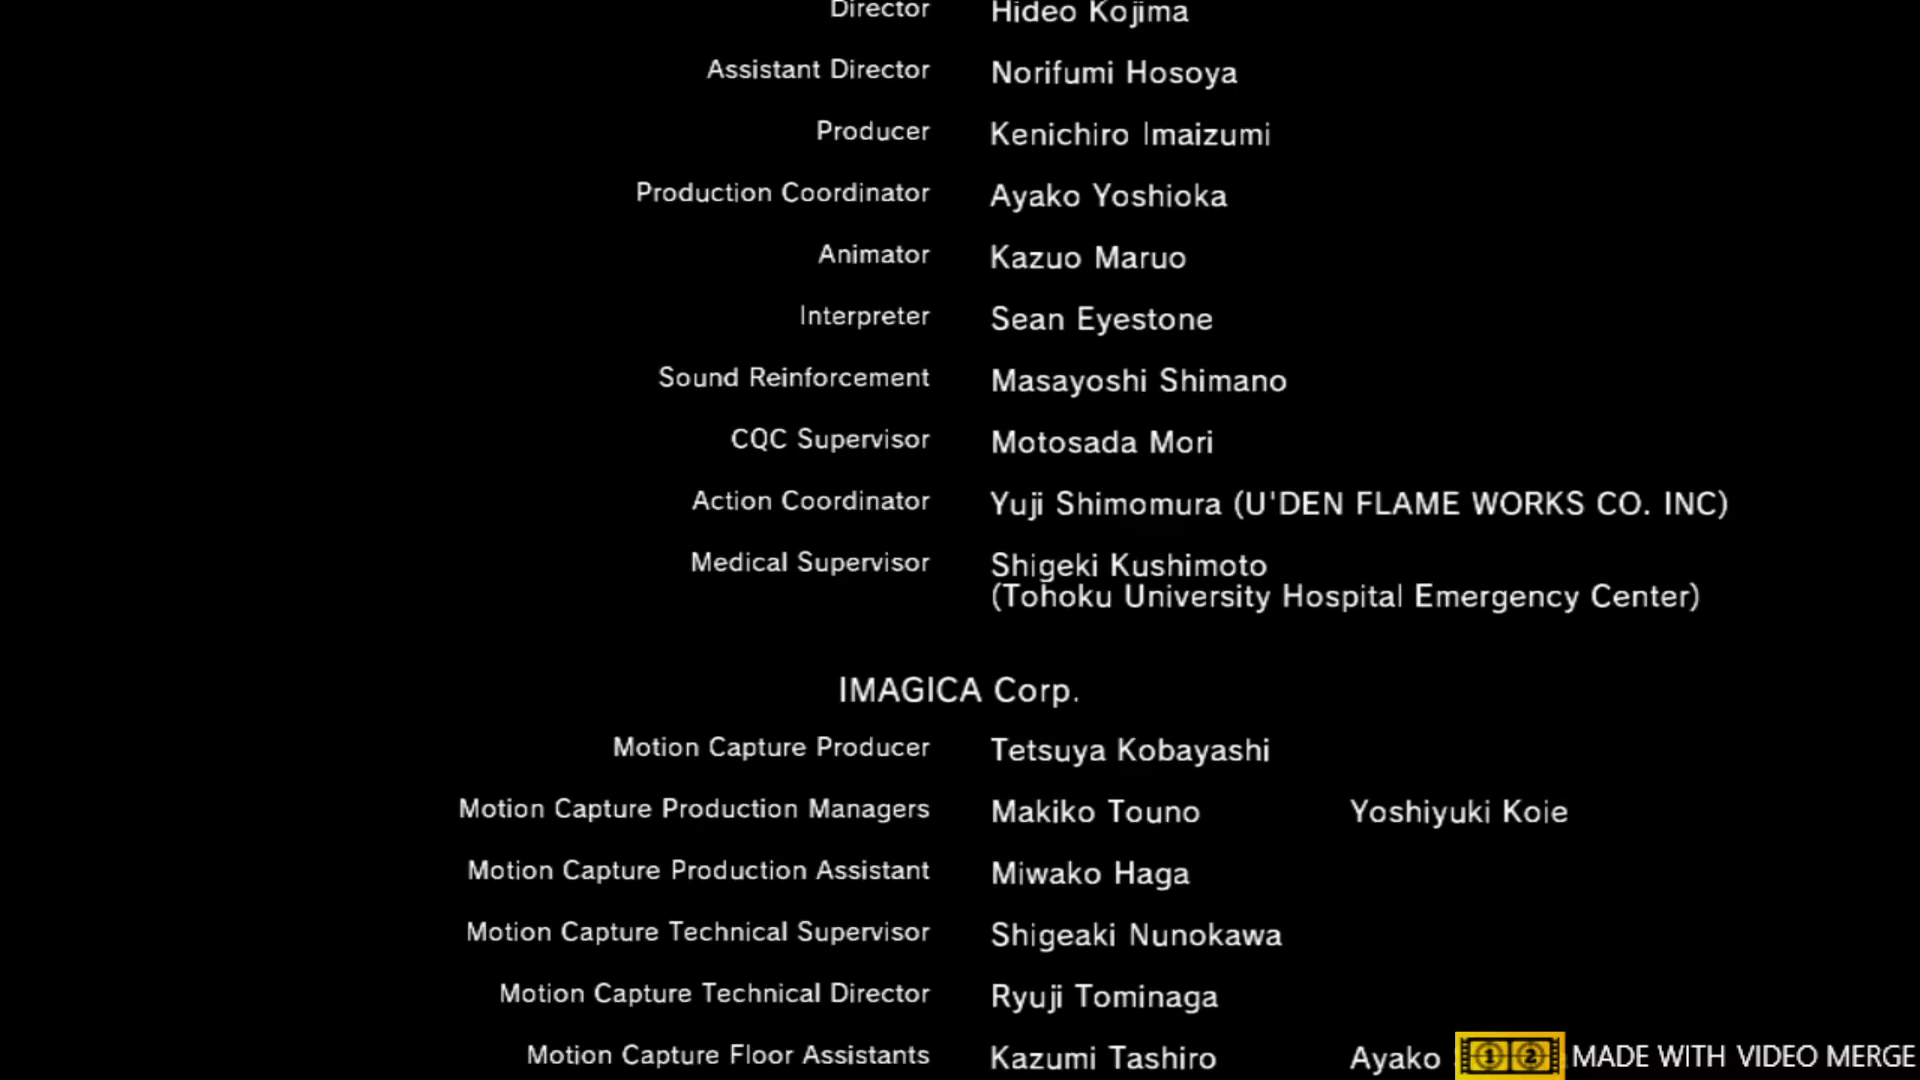 Director Hideo Kojima
Assistant Director Norifumi Hosoya
Producer Kenichiro Imaizumi
Production Coordinator Ayako Yoshioka
Animator Kazuo Maruo
Interpreter Sean Eyestone
Sound Reinforcement Masayoshi Shimano
CQC Supervisor Motosada Mori
Action Coordinator Yuji Shimomura (U'DEN FLAME WORKS CO. INC)
Medical Supervisor Shigeki Kushimoto
(Tohoku University Hospital Emergency Center)
IMAGICA Corp.
Motion Capture Producer Tetsuya Kobayashi
Motion Capture Production Managers Makiko Touno Yoshiyuki Koie
Motion Capture Production Assistant Miwako Haga
Motion Capture Technical Supervisor Shigeaki Nunokawa
Motion Capture Technical Director Ryuji Tominaga
Motion Capture Floor Assistants Kazumi Tashiro Ayako
1 2 MADE WITH VIDEO MERGE